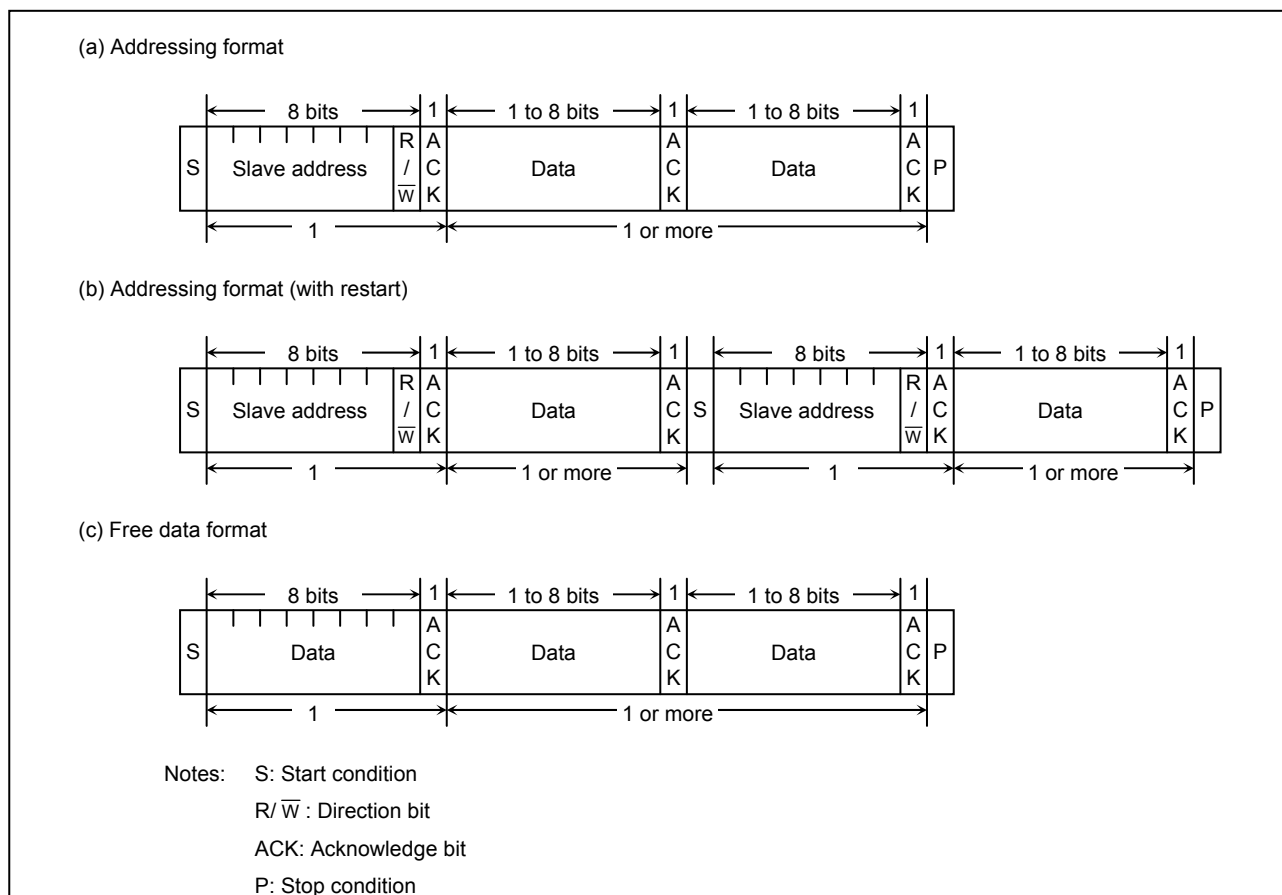 (a) Addressing format
8 bits 1 1 to 8 bits 1 1 to 8 bits 1
S Slave address R/W̅ ACK Data ACK Data ACK P
1 1 or more
(b) Addressing format (with restart)
8 bits 1 1 to 8 bits 1 8 bits 1 1 to 8 bits 1
S Slave address R/W̅ ACK Data ACK S Slave address R/W̅ ACK Data ACK P
1 1 or more 1 1 or more
(c) Free data format
8 bits 1 1 to 8 bits 1 1 to 8 bits 1
S Data ACK Data ACK Data ACK P
1 1 or more
Notes: S: Start condition
R/ W̅ : Direction bit
ACK: Acknowledge bit
P: Stop condition